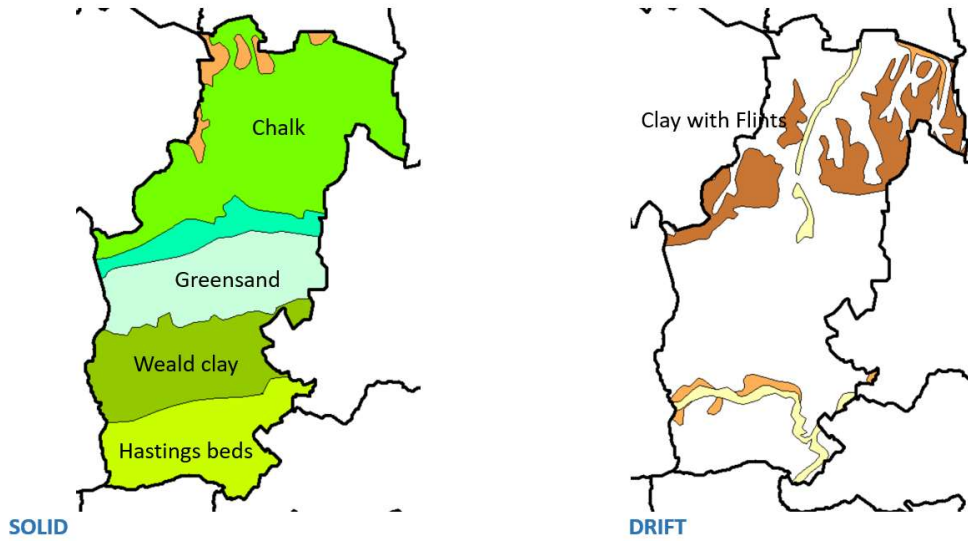 Chalk
Clay with Flints
Greensand
Weald clay
Hastings beds
SOLID
DRIFT